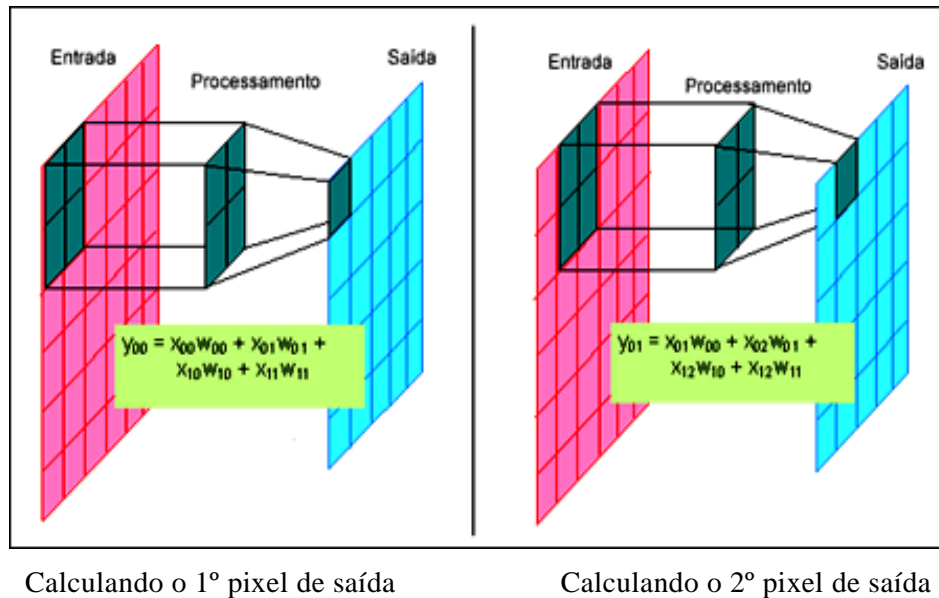 Entrada
Processamento
Saída
y00 = x00w00 + x01w01 +
x10w10 + x11w11
Entrada
Processamento
Saída
y01 = x01w00 + x02w01 +
x12w10 + x12w11
Calculando o 1º pixel de saída
Calculando o 2º pixel de saída